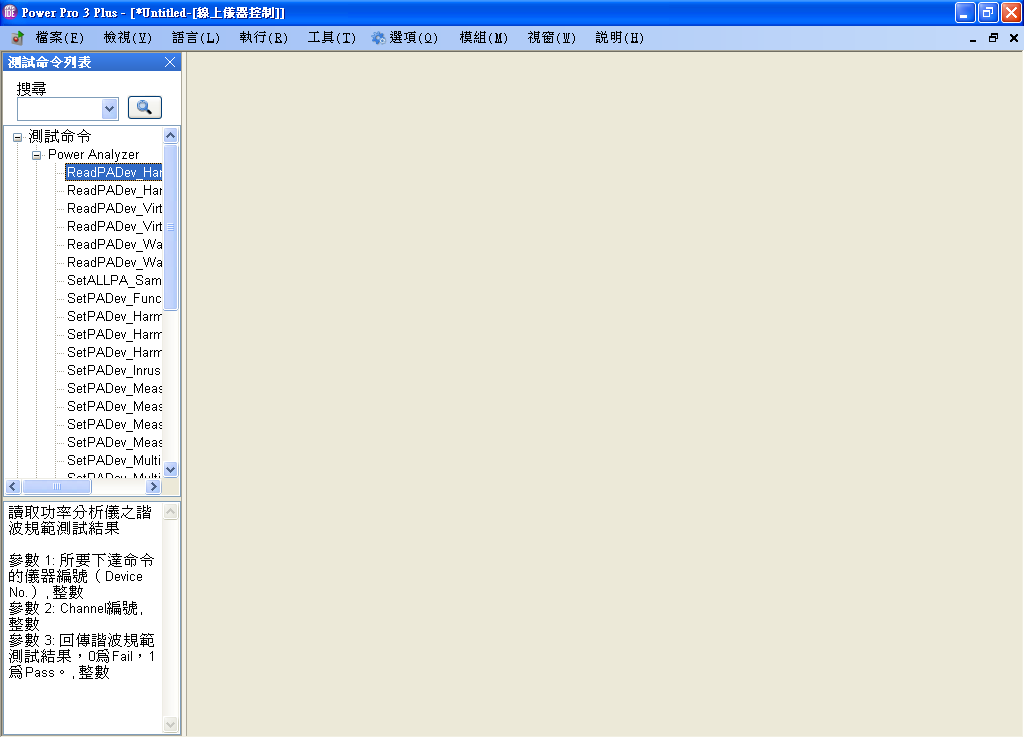 Power Pro 3 Plus - [*Untitled-[線上儀器控制]]
檔案(F) 檢視(V) 語言(L) 執行(R) 工具(T) 選項(O) 模組(M) 視窗(W) 說明(H)
測試命令列表
搜尋
測試命令
Power Analyzer
ReadPADev_Har
ReadPADev_Har
ReadPADev_Virt
ReadPADev_Virt
ReadPADev_Wa
ReadPADev_Wa
SetALLPA_Sam
SetPADev_Func
SetPADev_Harm
SetPADev_Harm
SetPADev_Harm
SetPADev_Inrus
SetPADev_Meas
SetPADev_Meas
SetPADev_Meas
SetPADev_Meas
SetPADev_Multi
SetPADev_Multi
讀取功率分析儀之諧
波規範測試結果
參數 1: 所要下達命令
的儀器編號（Device
No.）,整數
參數 2: Channel編號,
整數
參數 3: 回傳諧波規範
測試結果，0為Fail，1
為Pass。,整數